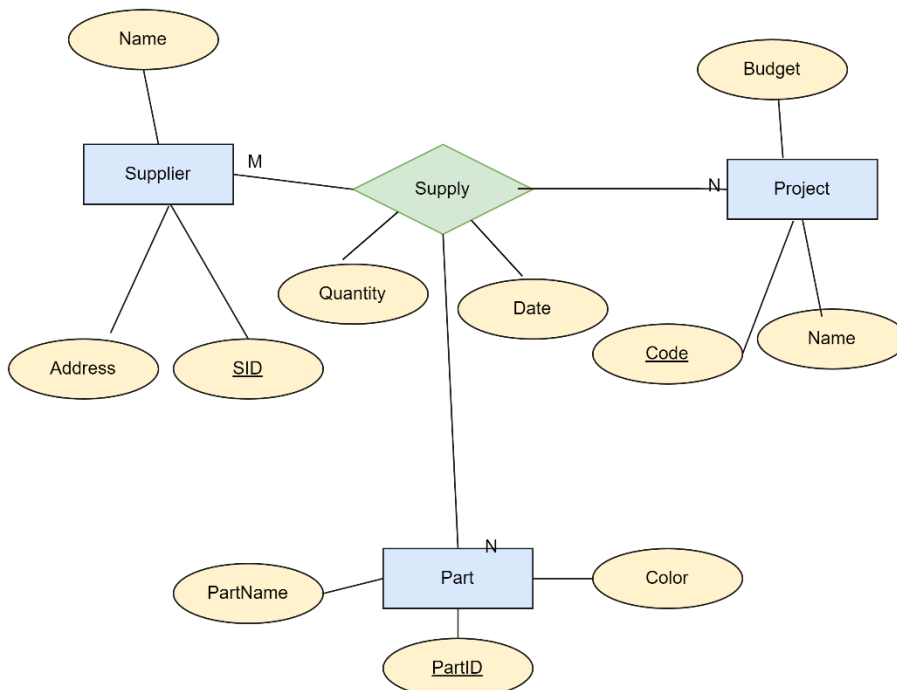 Name
Budget
Supplier
M
Supply
N
Project
Quantity
Date
Address
SID
Code
Name
N
PartName
Part
Color
PartID